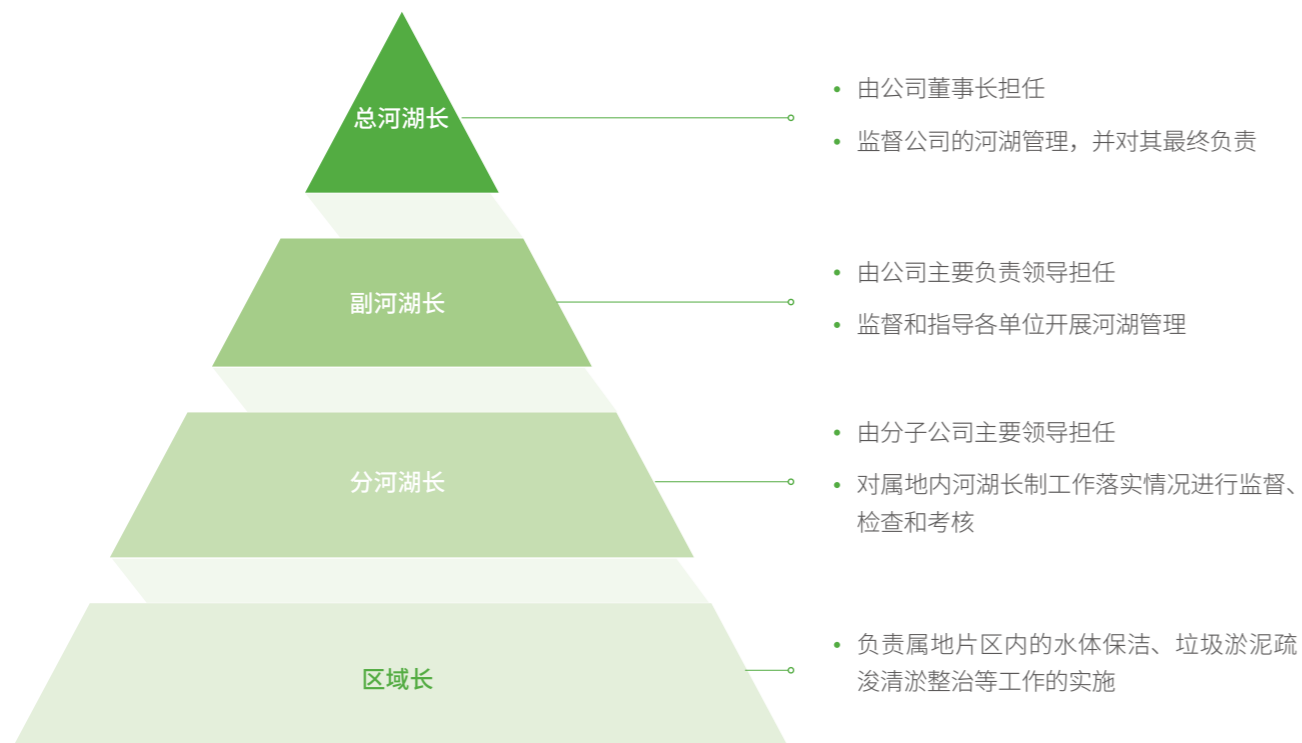 总河湖长
• 由公司董事长担任
• 监督公司的河湖管理，并对其最终负责
副河湖长
• 由公司主要负责领导担任
• 监督和指导各单位开展河湖管理
分河湖长
• 由分子公司主要领导担任
• 对属地内河湖长制工作落实情况进行监督、
检查和考核
区域长
• 负责属地片区内的水体保洁、垃圾淤泥疏
浚清淤整治等工作的实施